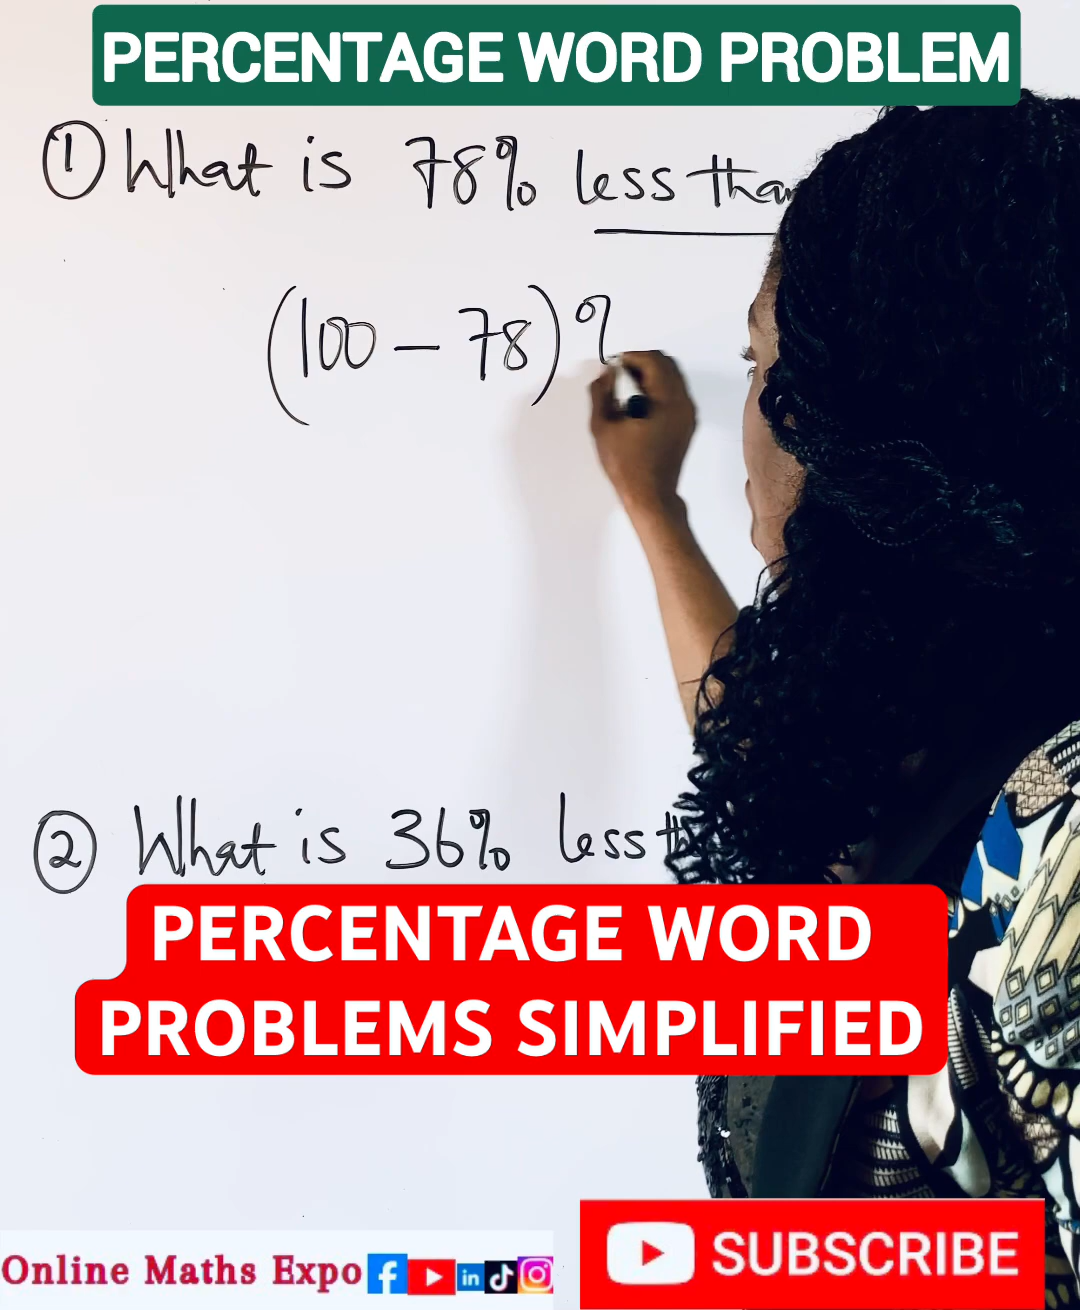 PERCENTAGE WORD PROBLEM
① What is 78% less than
(100 – 78)%
② What is 36% less
PERCENTAGE WORD
PROBLEMS SIMPLIFIED
Online Maths Expo
SUBSCRIBE